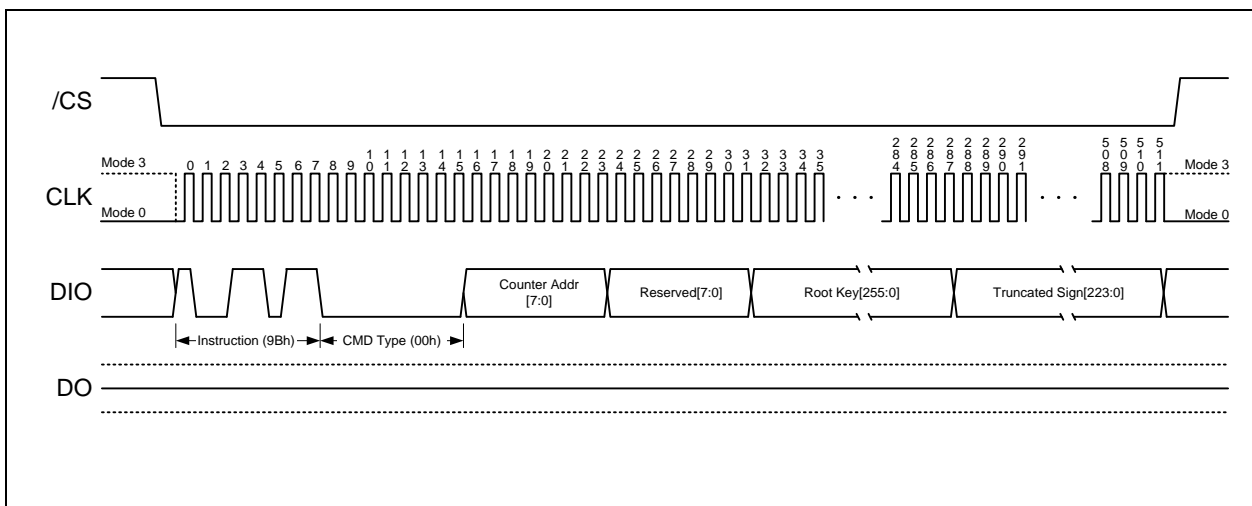 /CS
Mode 3
0 1 2 3 4 5 6 7 8 9 10 11 12 13 14 15 16 17 18 19 20 21 22 23 24 25 26 27 28 29 30 31 32 33 34 35 284 285 286 287 288 289 290 291 508 509 510 511
Mode 3
CLK
. . .
. . .
Mode 0
Mode 0
DIO
Counter Addr
[7:0]
Reserved[7:0]
Root Key[255:0]
Truncated Sign[223:0]
Instruction (9Bh)
CMD Type (00h)
DO